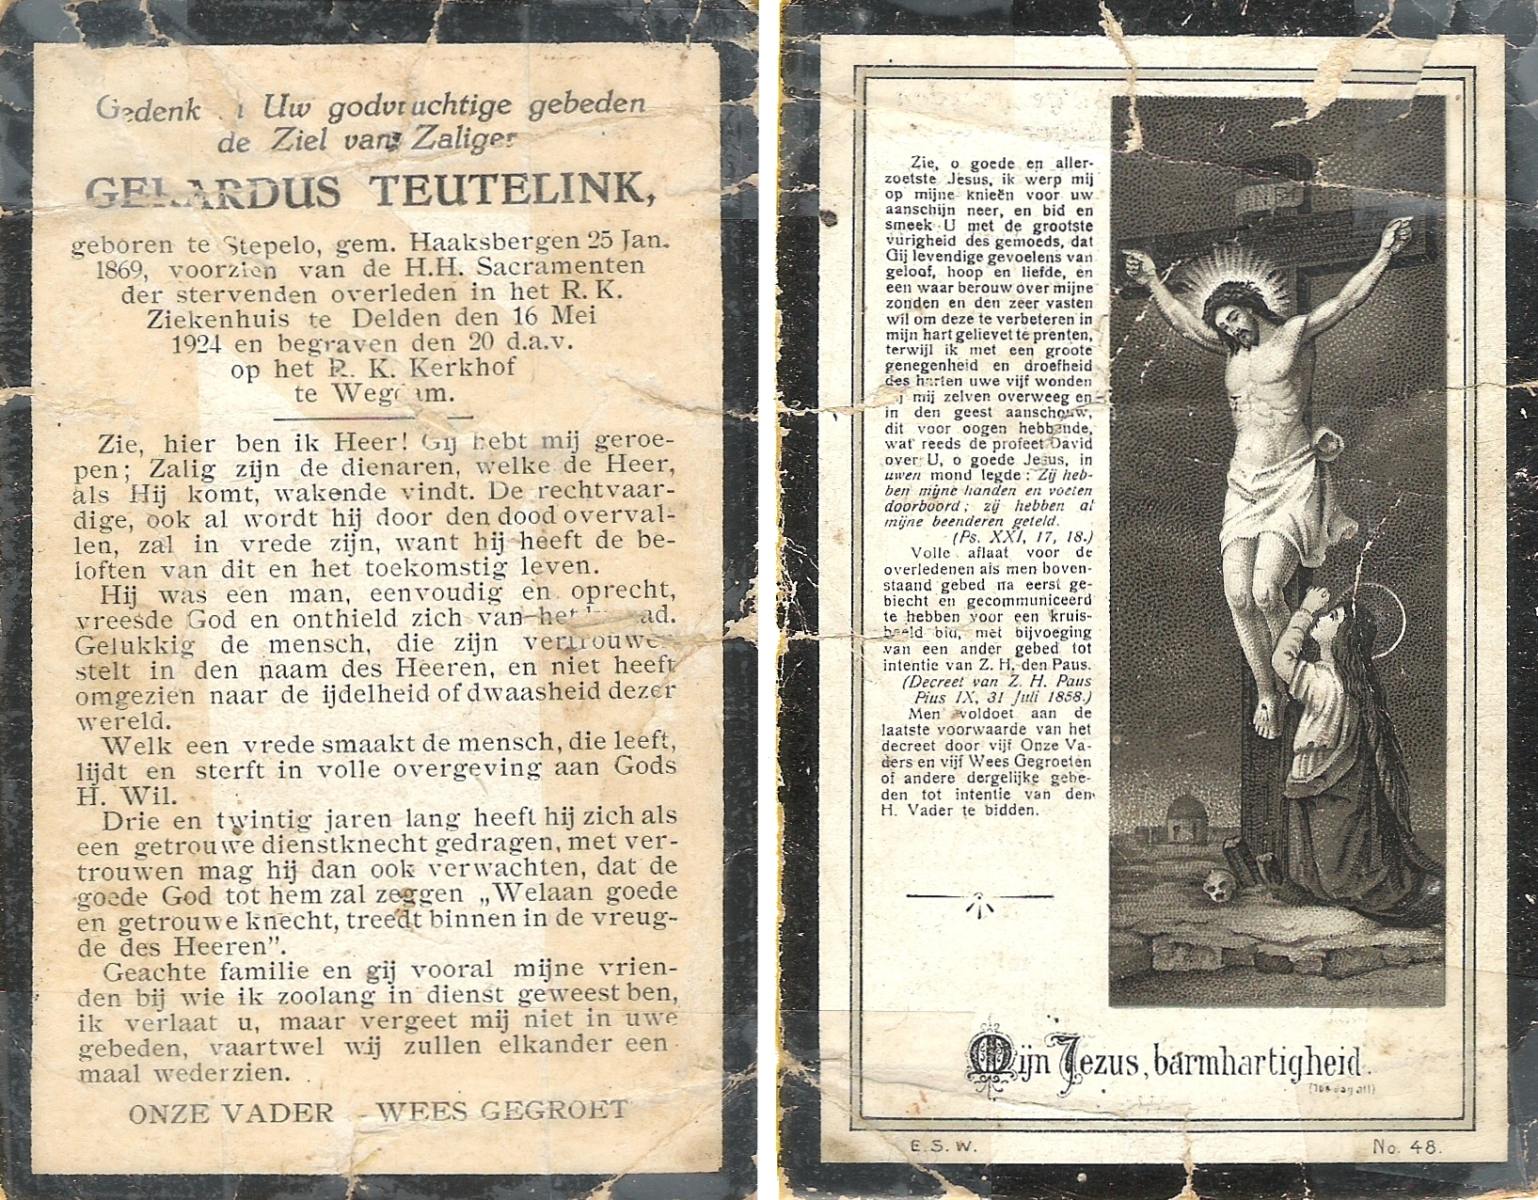 Gedenk Uw godvruchtige gebeden
de Ziel van Zaliger
GERARDUS TEUTELINK,
geboren te Stepelo, gem. Haaksbergen 25 Jan.
1869, voorzien van de H.H. Sacramenten
der stervenden overleden in het R. K.
Ziekenhuis te Delden den 16 Mei
1924 en begraven den 20 d.a.v.
op het R. K. Kerkhof
te Wegdam.
Zie, hier ben ik Heer! Gij hebt mij geroe-
pen; Zalig zijn de dienaren, welke de Heer,
als Hij komt, wakende vindt. De rechtvaar-
dige, ook al wordt hij door den dood overval-
len, zal in vrede zijn, want hij heeft de be-
loften van dit en het toekomstig leven.
Hij was een man, eenvoudig en oprecht,
vreesde God en onthield zich van het kwaad.
Gelukkig de mensch, die zijn vertrouwen
stelt in den naam des Heeren, en niet heeft
omgezien naar de ijdelheid of dwaasheid dezer
wereld.
Welk een vrede smaakt de mensch, die leeft,
lijdt en sterft in volle overgeving aan Gods
H. Wil.
Drie en twintig jaren lang heeft hij zich als
een getrouwe dienstknecht gedragen, met ver-
trouwen mag hij dan ook verwachten, dat de
goede God tot hem zal zeggen „Welaan goede
en getrouwe knecht, treedt binnen in de vreug-
de des Heeren”.
Geachte familie en gij vooral mijne vrien-
den bij wie ik zoolang in dienst geweest ben,
ik verlaat u, maar vergeet mij niet in uwe
gebeden, vaartwel wij zullen elkander een
maal wederzien.
ONZE VADER - WEES GEGROET
Zie, o goede en aller-
zoetste Jesus, ik werp mij
op mijne knieën voor uw
aanschijn neer, en bid en
smeek U met de grootste
vurigheid des gemoeds, dat
Gij levendige gevoelens van
geloof, hoop en liefde, en
een waar berouw over mijne
zonden en den zeer vasten
wil om deze te verbeteren in
mijn hart gelievet te prenten,
terwijl ik met een groote
genegenheid en droefheid
des harten uwe vijf wonden
bij mij zelven overweeg en
in den geest aanschouw,
dit voor oogen hebbende,
wat reeds de profeet David
over U, o goede Jesus, in
uwen mond legde: Zij heb-
ben mijne handen en voeten
doorboord; zij hebben al
mijne beenderen geteld.
(Ps. XXI, 17, 18.)
Volle aflaat voor de
overledenen als men boven-
staand gebed na eerst ge-
biecht en gecommuniceerd
te hebben voor een kruis-
beeld bid, met bijvoeging
van een ander gebed tot
intentie van Z. H. den Paus.
(Decreet van Z. H. Paus
Pius IX, 31 Juli 1858.)
Men voldoet aan de
laatste voorwaarde van het
decreet door vijf Onze Va-
ders en vijf Wees Gegroeten
of andere dergelijke gebe-
den tot intentie van den
H. Vader te bidden.
INRI
Mijn Jezus, barmhartigheid.
E.S.W.
No. 48.